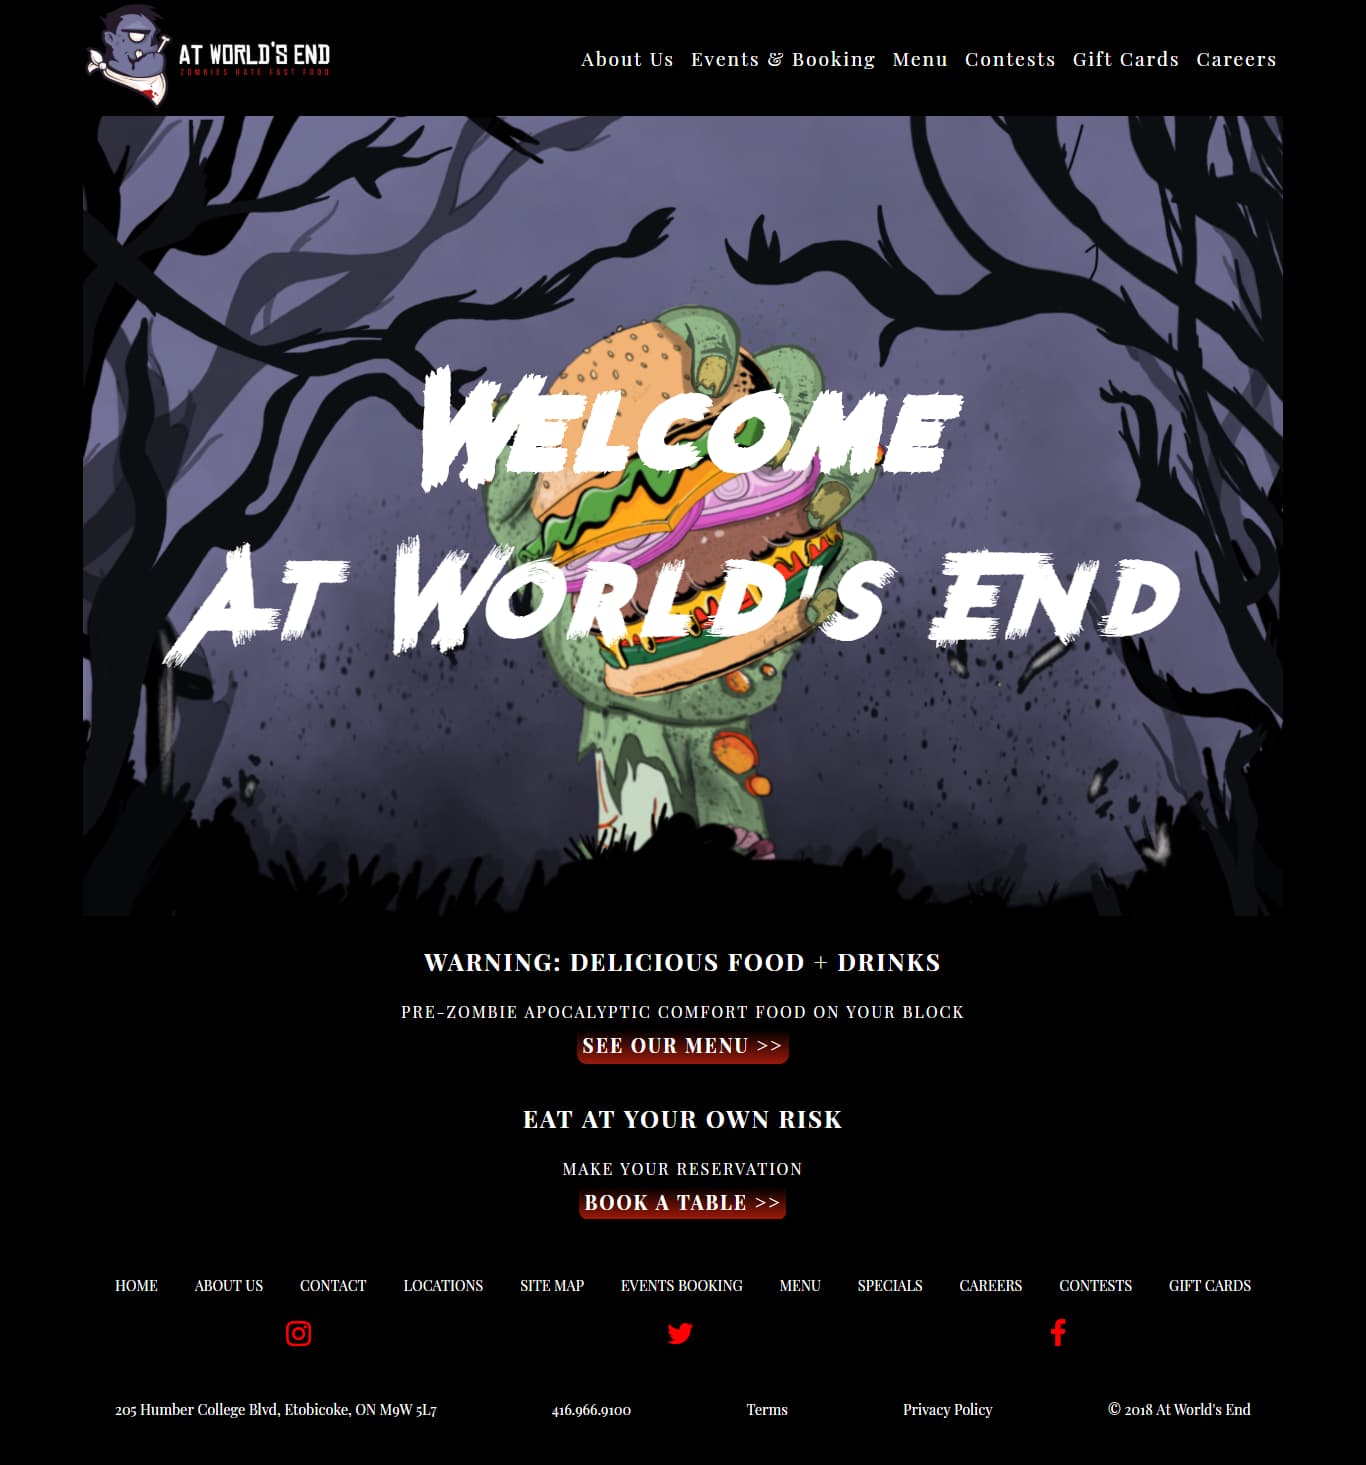 AT WORLD'S END
ZOMBIES HATE FAST FOOD
About Us Events & Booking Menu Contests Gift Cards Careers
Welcome
At World's End
WARNING: DELICIOUS FOOD + DRINKS
PRE-ZOMBIE APOCALYPTIC COMFORT FOOD ON YOUR BLOCK
SEE OUR MENU >>
EAT AT YOUR OWN RISK
MAKE YOUR RESERVATION
BOOK A TABLE >>
HOME ABOUT US CONTACT LOCATIONS SITE MAP EVENTS BOOKING MENU SPECIALS CAREERS CONTESTS GIFT CARDS
205 Humber College Blvd, Etobicoke, ON M9W 5L7 416.966.9100 Terms Privacy Policy © 2018 At World's End